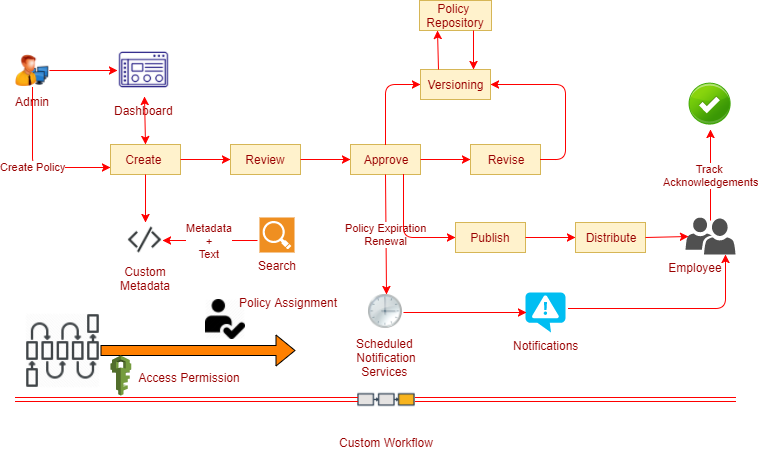 Policy
Repository
Versioning
Admin
Dashboard
Create Policy
Create
Review
Approve
Revise
Track
Acknowledgements
Metadata
+
Text
Policy Expiration
Renewal
Publish
Distribute
Custom
Metadata
Search
Employee
Policy Assignment
Scheduled
Notification
Services
Notifications
Access Permission
Custom Workflow